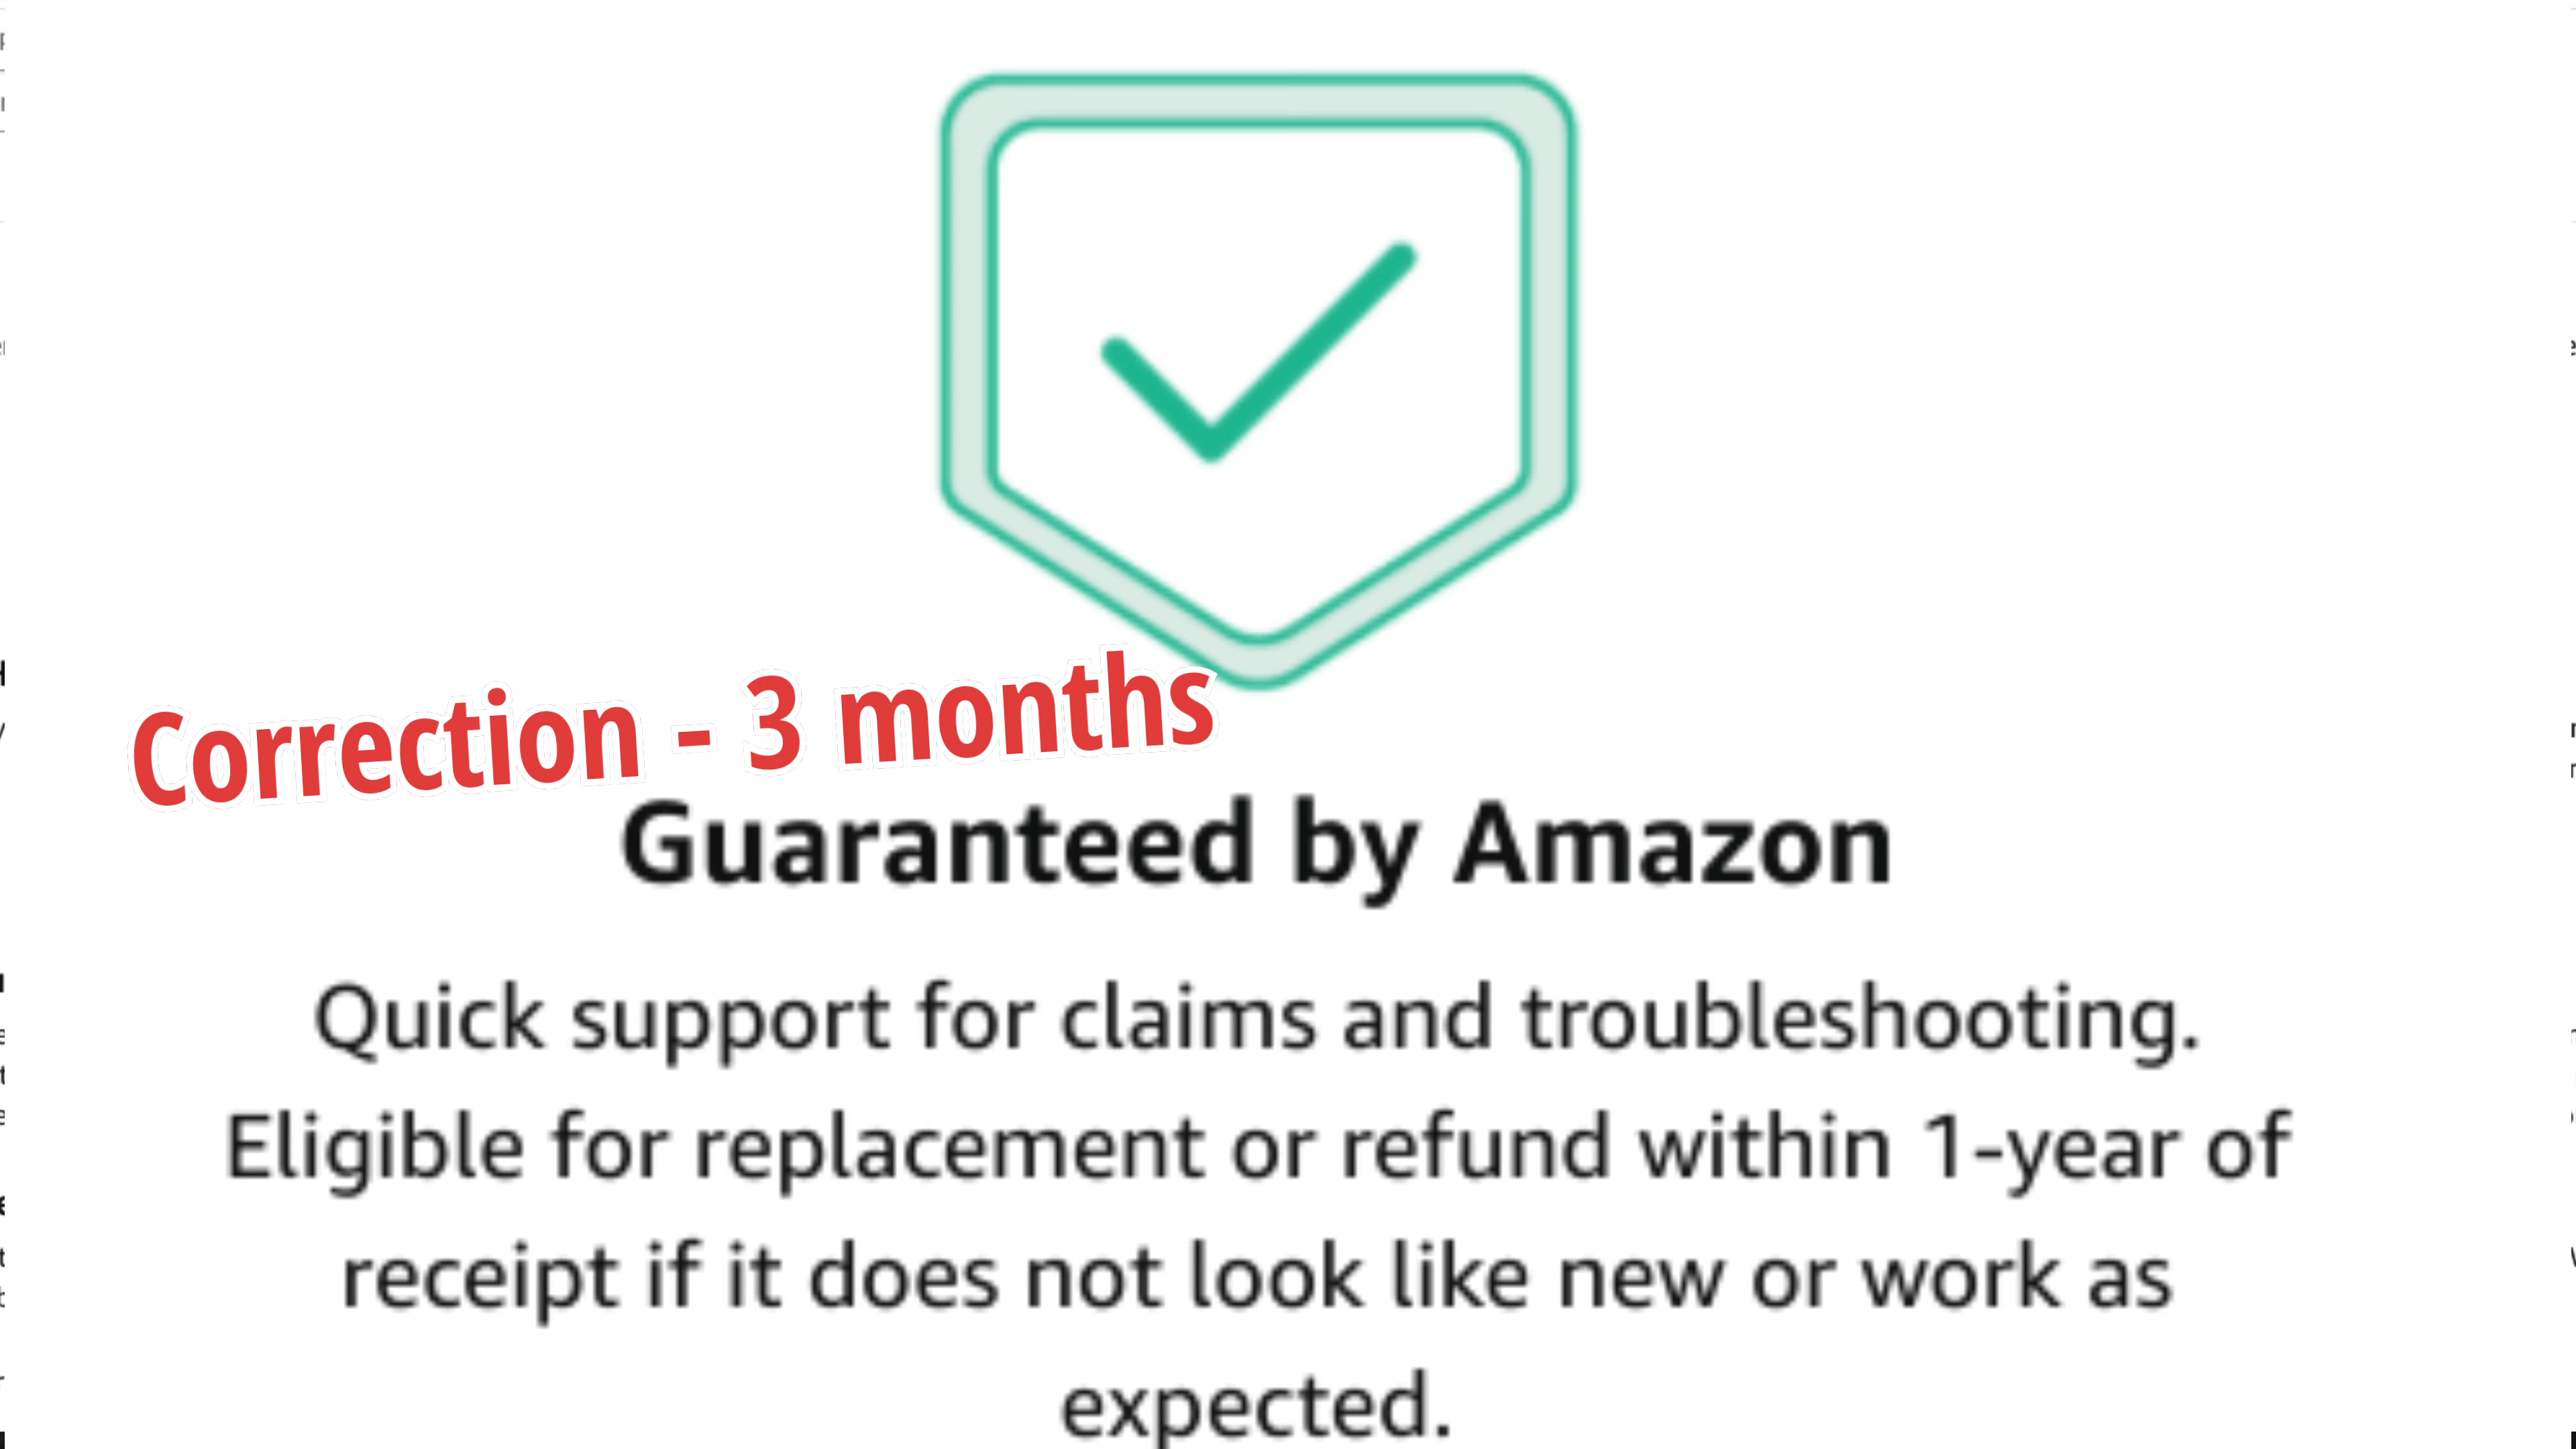 Correction - 3 months
Guaranteed by Amazon
Quick support for claims and troubleshooting.
Eligible for replacement or refund within 1-year of
receipt if it does not look like new or work as
expected.